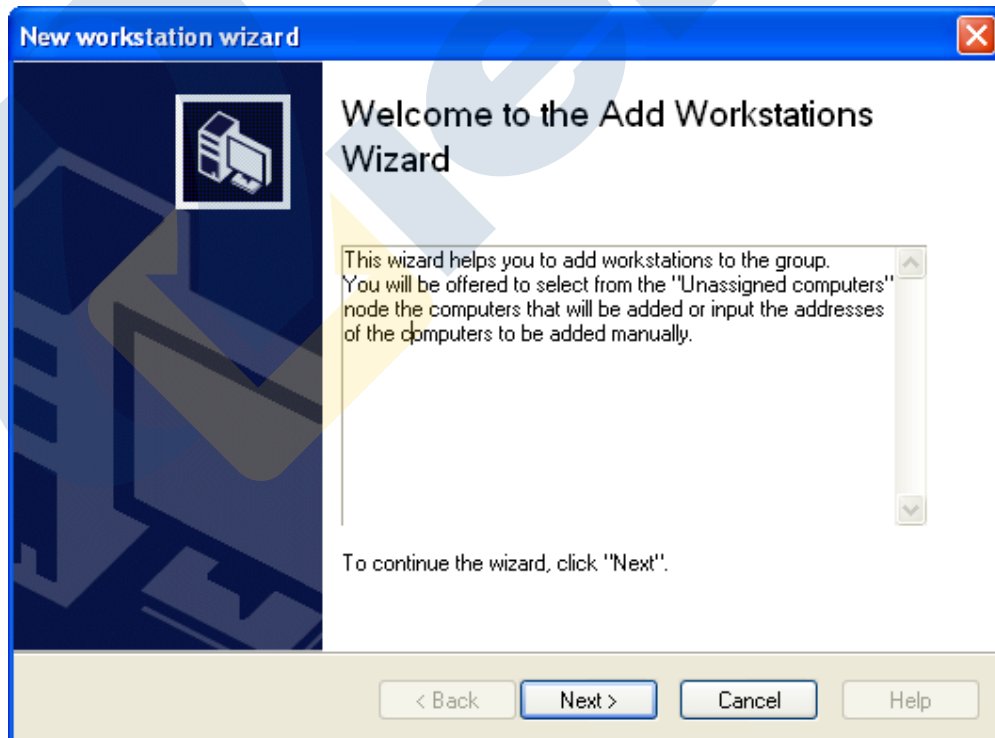 New workstation wizard
Welcome to the Add Workstations
Wizard
This wizard helps you to add workstations to the group.
You will be offered to select from the "Unassigned computers"
node the computers that will be added or input the addresses
of the computers to be added manually.
To continue the wizard, click "Next".
< Back Next > Cancel Help